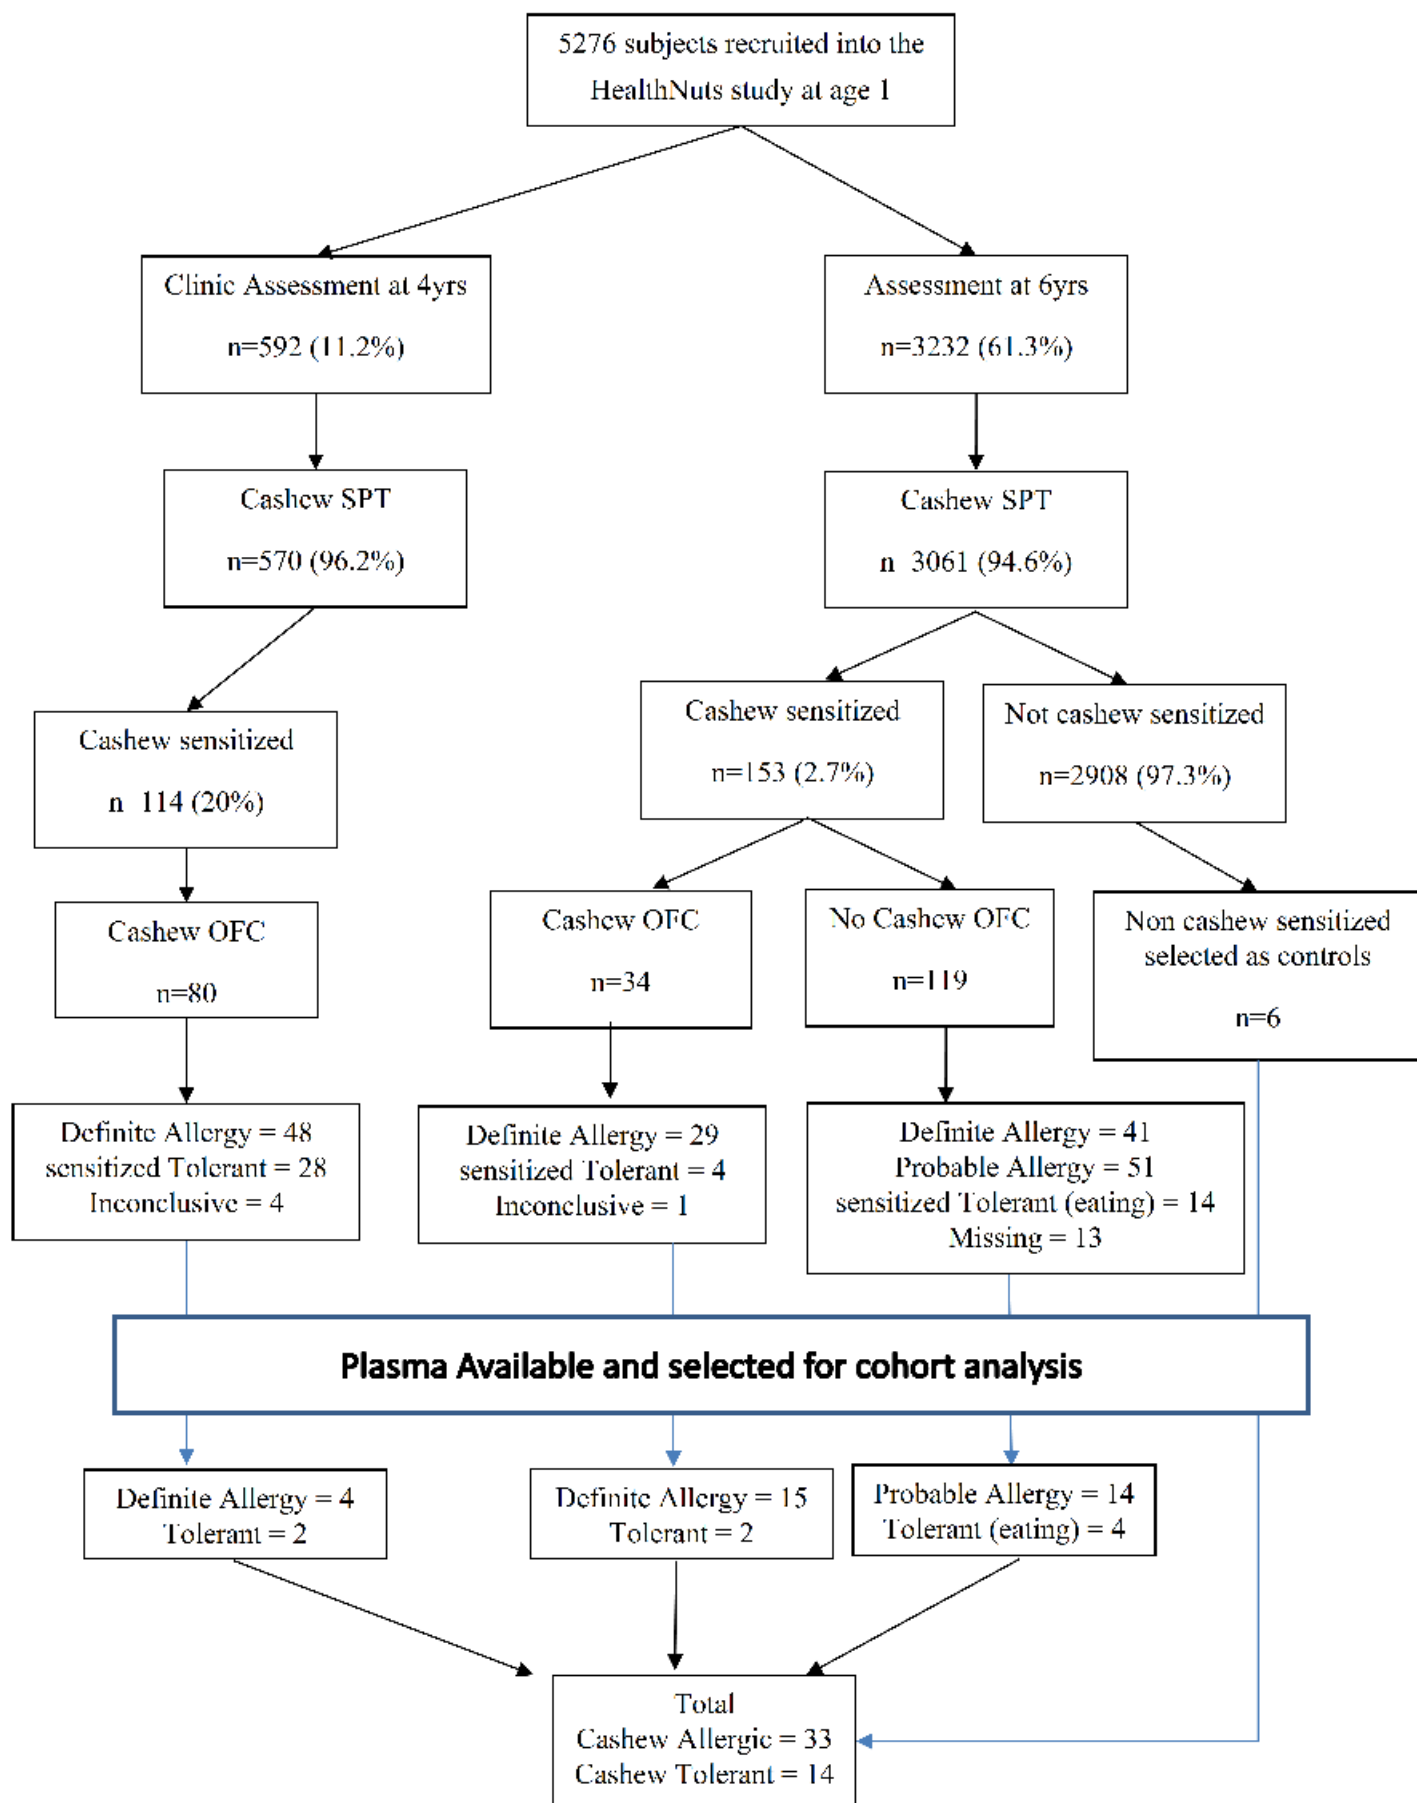 5276 subjects recruited into the
HealthNuts study at age 1
Clinic Assessment at 4yrs
n=592 (11.2%)
Assessment at 6yrs
n=3232 (61.3%)
Cashew SPT
n=570 (96.2%)
Cashew SPT
n 3061 (94.6%)
Cashew sensitized
n 114 (20%)
Cashew sensitized
n=153 (2.7%)
Not cashew sensitized
n=2908 (97.3%)
Cashew OFC
n=80
Cashew OFC
n=34
No Cashew OFC
n=119
Non cashew sensitized
selected as controls
n=6
Definite Allergy = 48
sensitized Tolerant = 28
Inconclusive = 4
Definite Allergy = 29
sensitized Tolerant = 4
Inconclusive = 1
Definite Allergy = 41
Probable Allergy = 51
sensitized Tolerant (eating) = 14
Missing = 13
Plasma Available and selected for cohort analysis
Definite Allergy = 4
Tolerant = 2
Definite Allergy = 15
Tolerant = 2
Probable Allergy = 14
Tolerant (eating) = 4
Total
Cashew Allergic = 33
Cashew Tolerant = 14